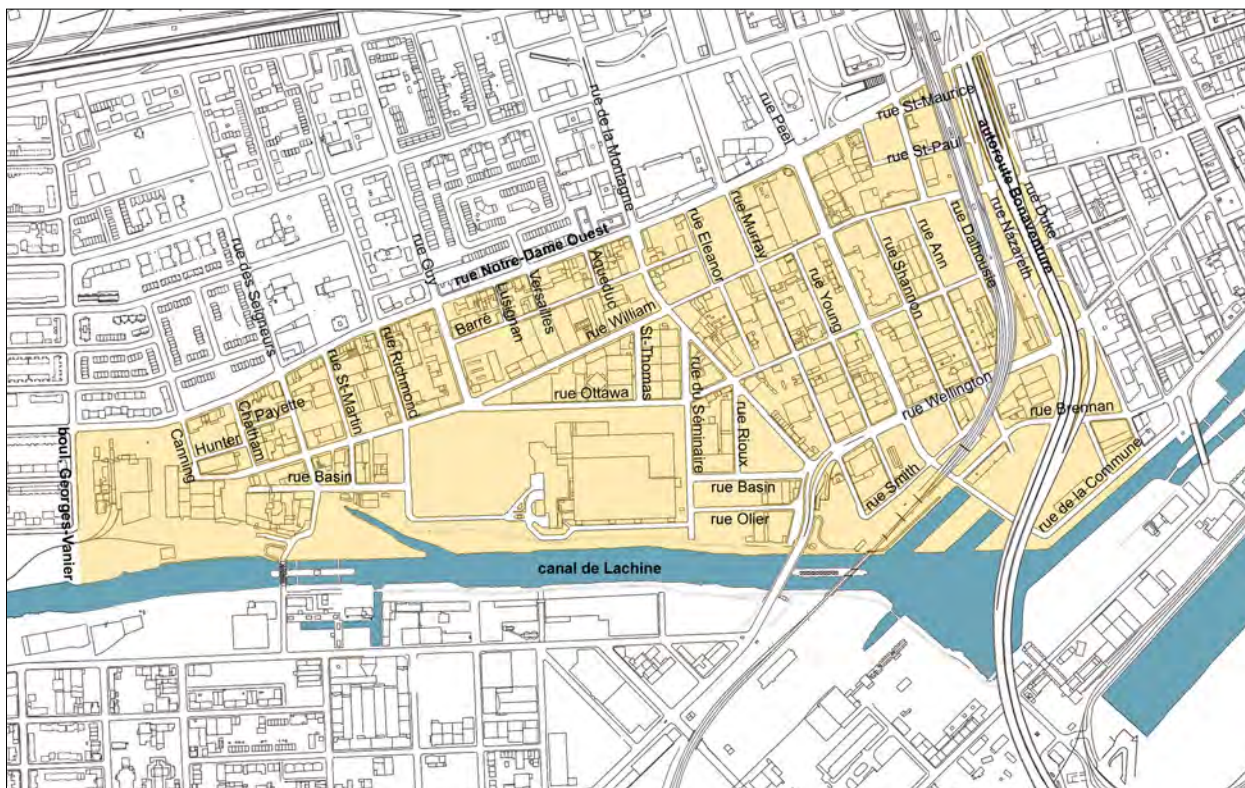 rue St-Maurice
rue Peel
rue St-Paul
autoroute Bonaventure
rue de la Montagne
rue Duke
rue Nazareth
rue Murray
rue Eleanor
rue Ann
rue Dalhousie
rue des Seigneurs
rue Guy
rue Notre-Dame Ouest
rue Shannon
Aqueduc
Versailles
Lusignan
rue Young
Barré
rue William
St-Thomas
rue Richmond
rue St-Martin
rue du Séminaire
rue Ottawa
rue Wellington
rue Rioux
rue Brennan
Payette
Chatham
Hunter
Canning
boul. Georges-Vanier
rue Basin
rue Basin
rue Smith
rue de la Commune
rue Olier
canal de Lachine